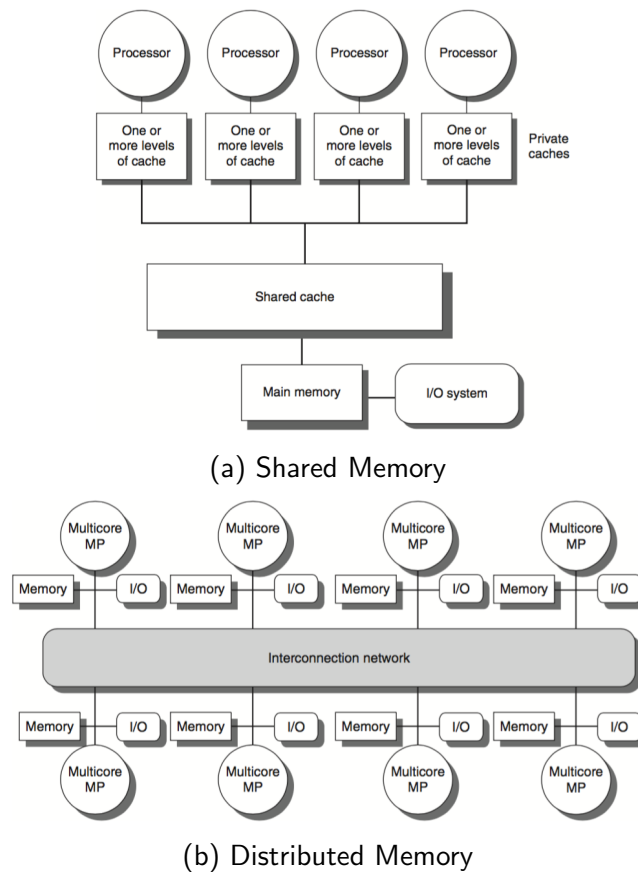 Processor Processor Processor Processor
One or more levels of cache
One or more levels of cache
One or more levels of cache
One or more levels of cache
Private caches
Shared cache
Main memory
I/O system
(a) Shared Memory
Multicore MP
Multicore MP
Multicore MP
Multicore MP
Memory I/O Memory I/O Memory I/O Memory I/O
Interconnection network
Memory I/O Memory I/O Memory I/O Memory I/O
Multicore MP
Multicore MP
Multicore MP
Multicore MP
(b) Distributed Memory